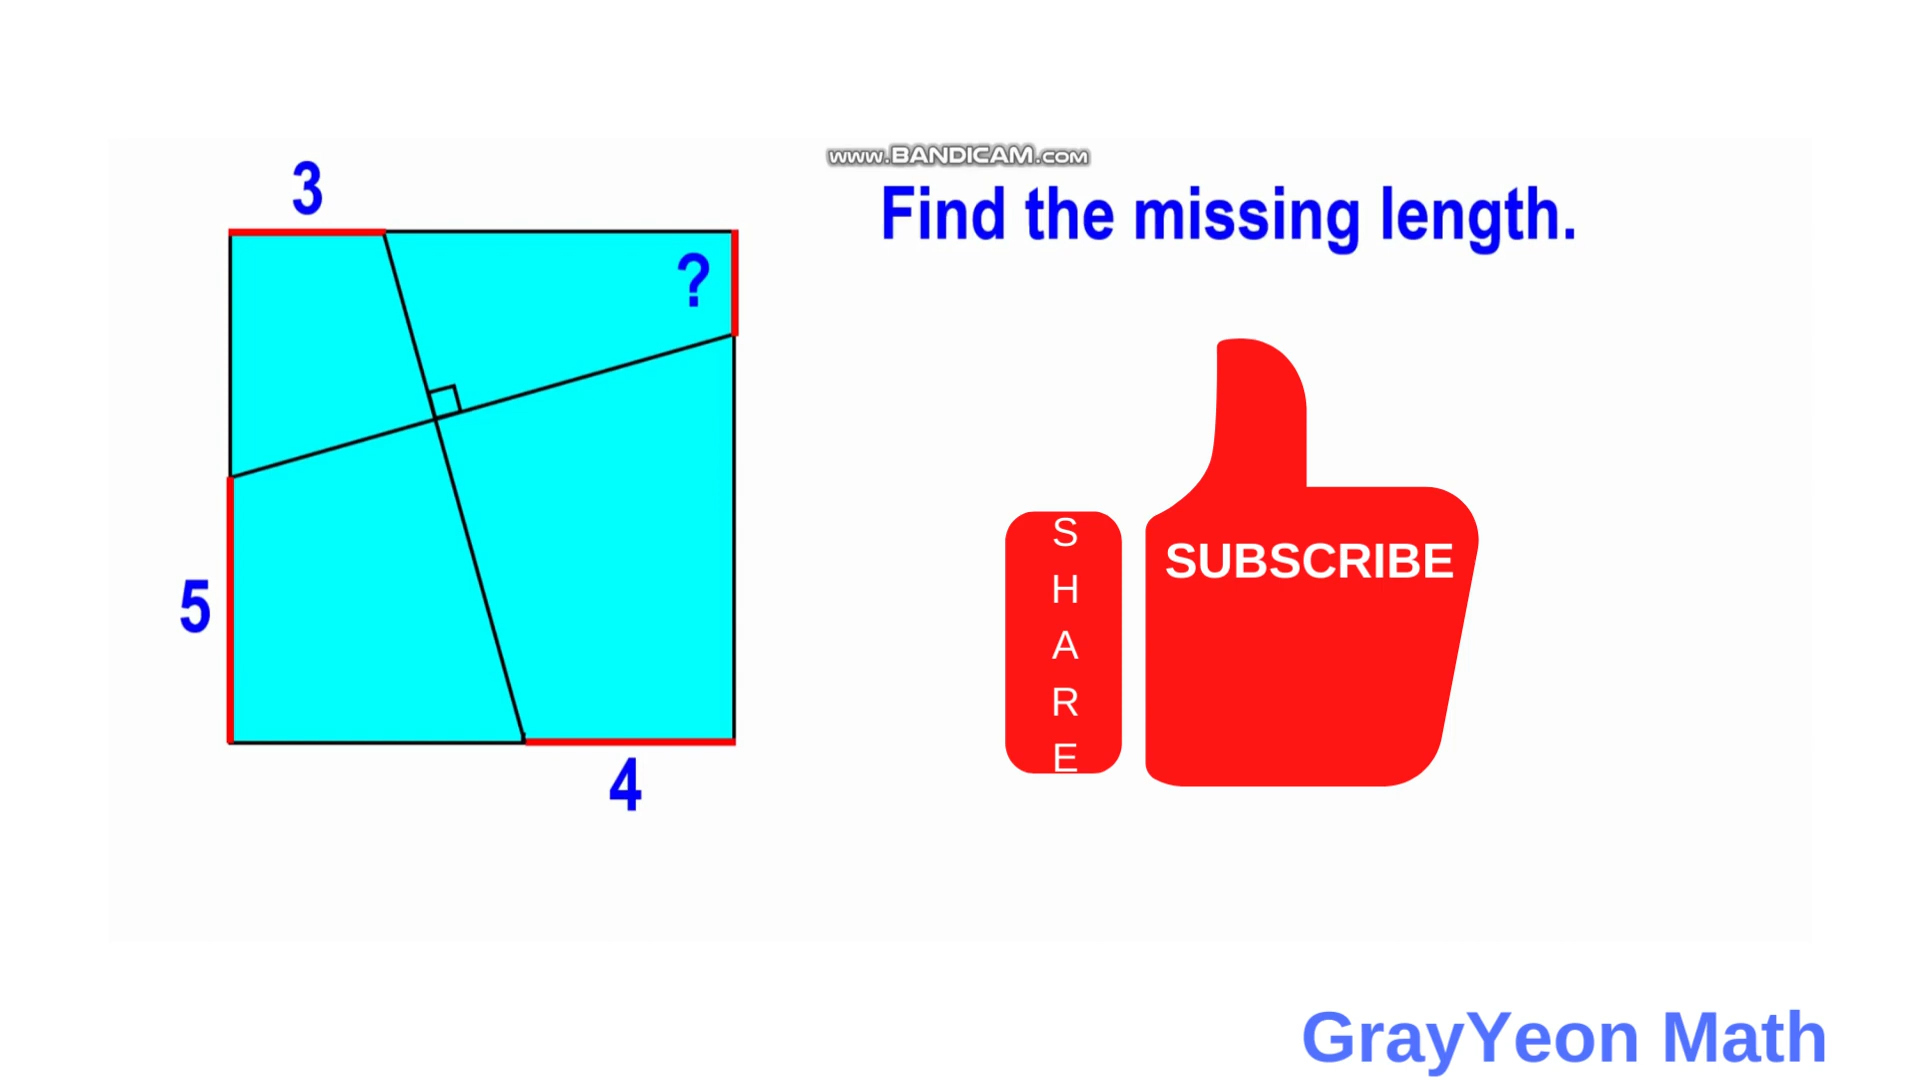 www.BANDICAM.com
Find the missing length.
3
?
5
4
S
H
A
R
E
SUBSCRIBE
GrayYeon Math